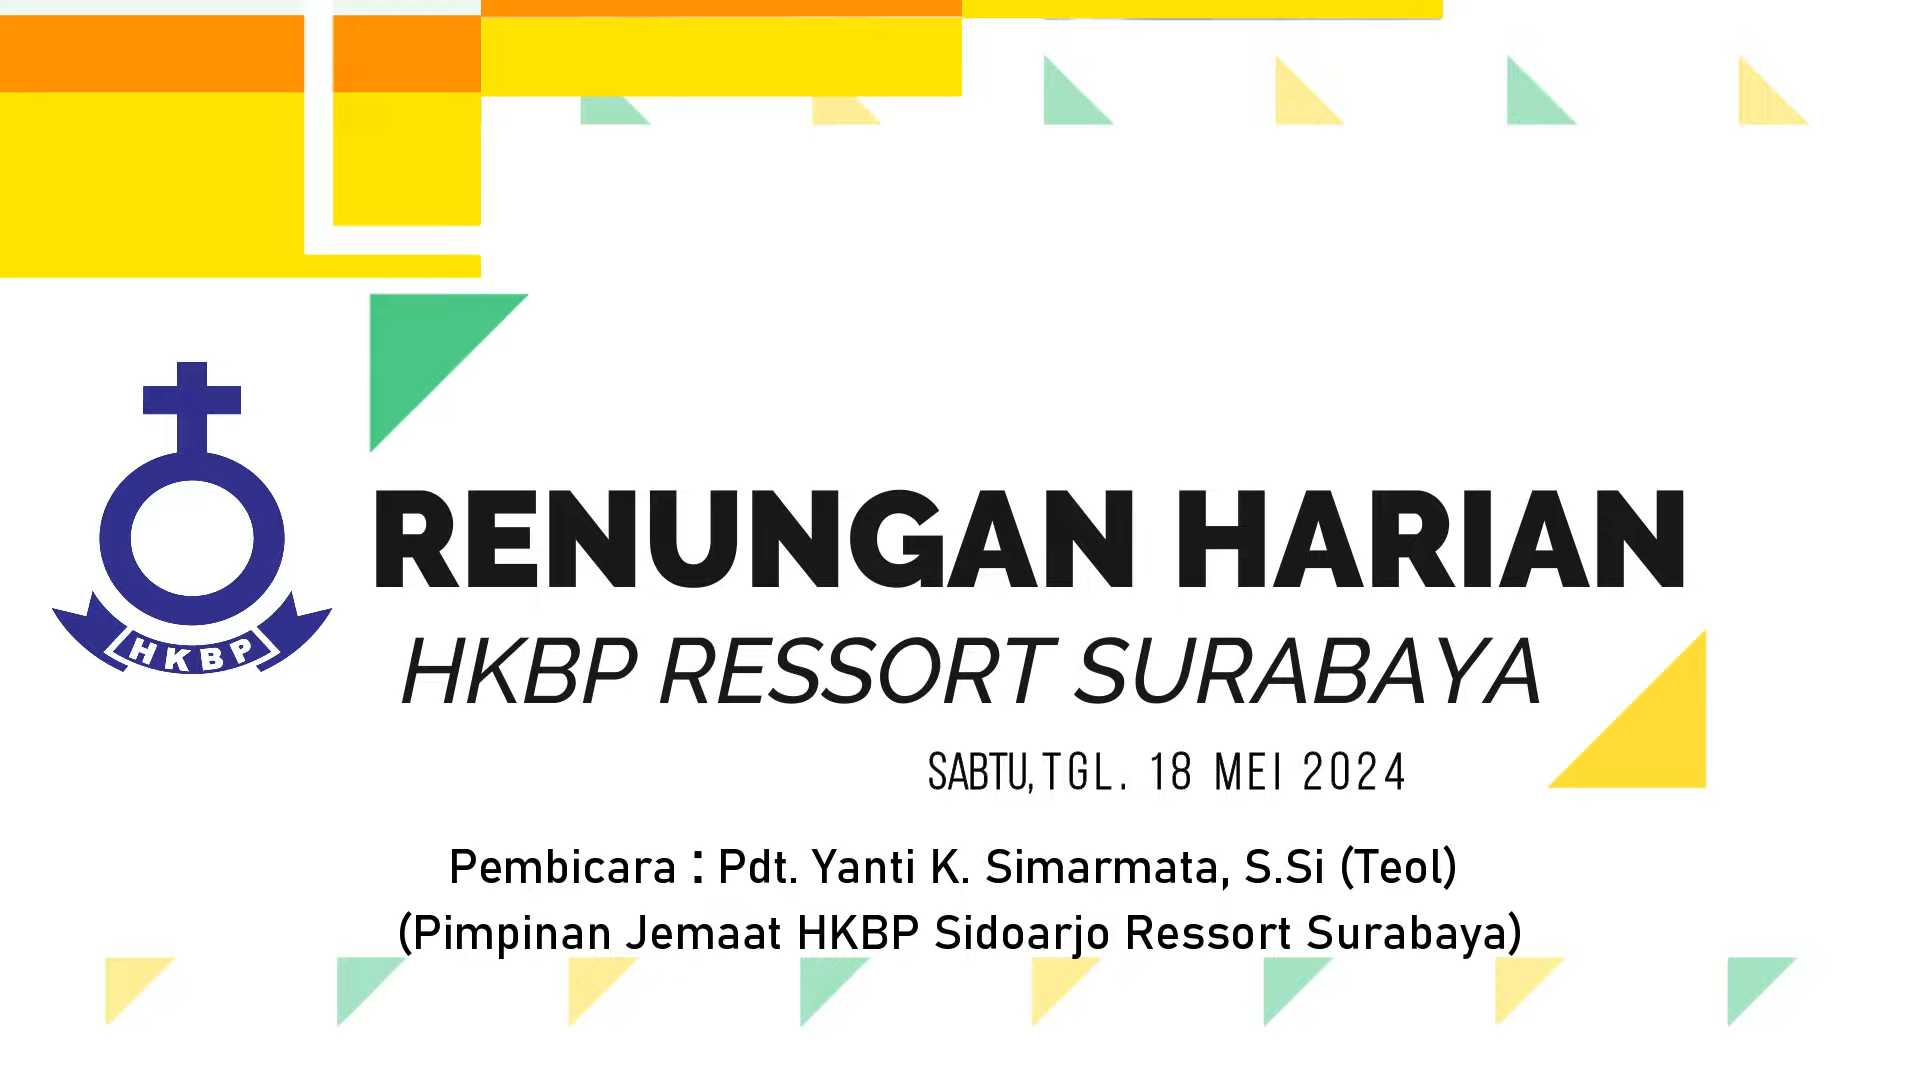 HKBP
RENUNGAN HARIAN
HKBP RESSORT SURABAYA
SABTU, TGL. 18 MEI 2024
Pembicara : Pdt. Yanti K. Simarmata, S.Si (Teol)
(Pimpinan Jemaat HKBP Sidoarjo Ressort Surabaya)